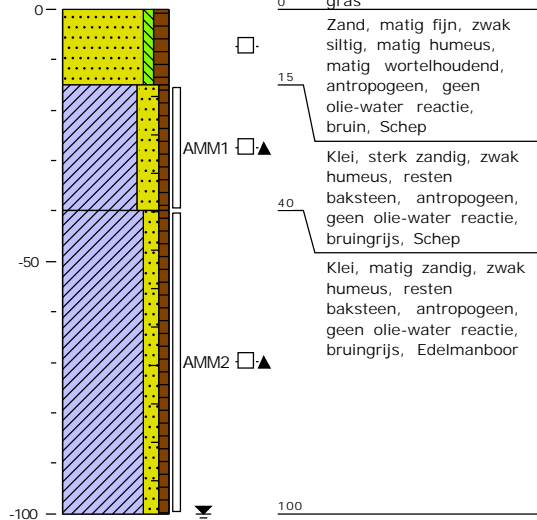 0
0
gras
Zand, matig fijn, zwak
siltig, matig humeus,
matig wortelhoudend,
antropogeen, geen
olie-water reactie,
bruin, Schep
15
AMM1
Klei, sterk zandig, zwak
humeus, resten
baksteen, antropogeen,
geen olie-water reactie,
bruingrijs, Schep
40
-50
Klei, matig zandig, zwak
humeus, resten
baksteen, antropogeen,
geen olie-water reactie,
bruingrijs, Edelmanboor
AMM2
-100
100